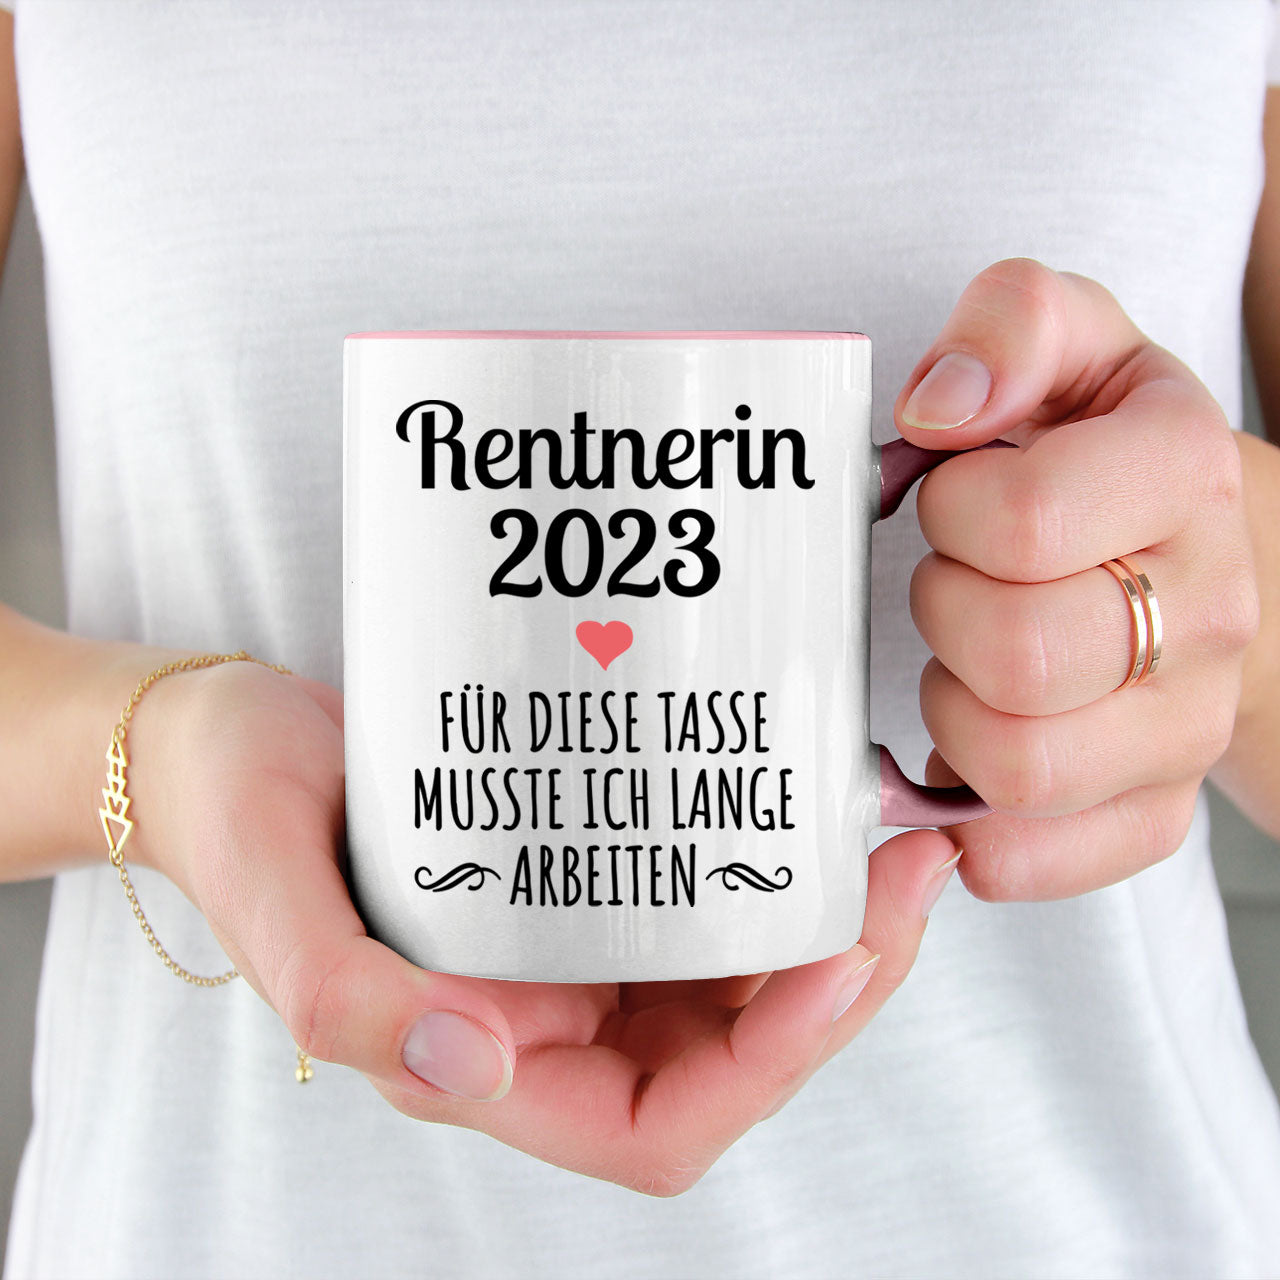 Rentnerin
2023
FÜR DIESE TASSE
MUSSTE ICH LANGE
ARBEITEN